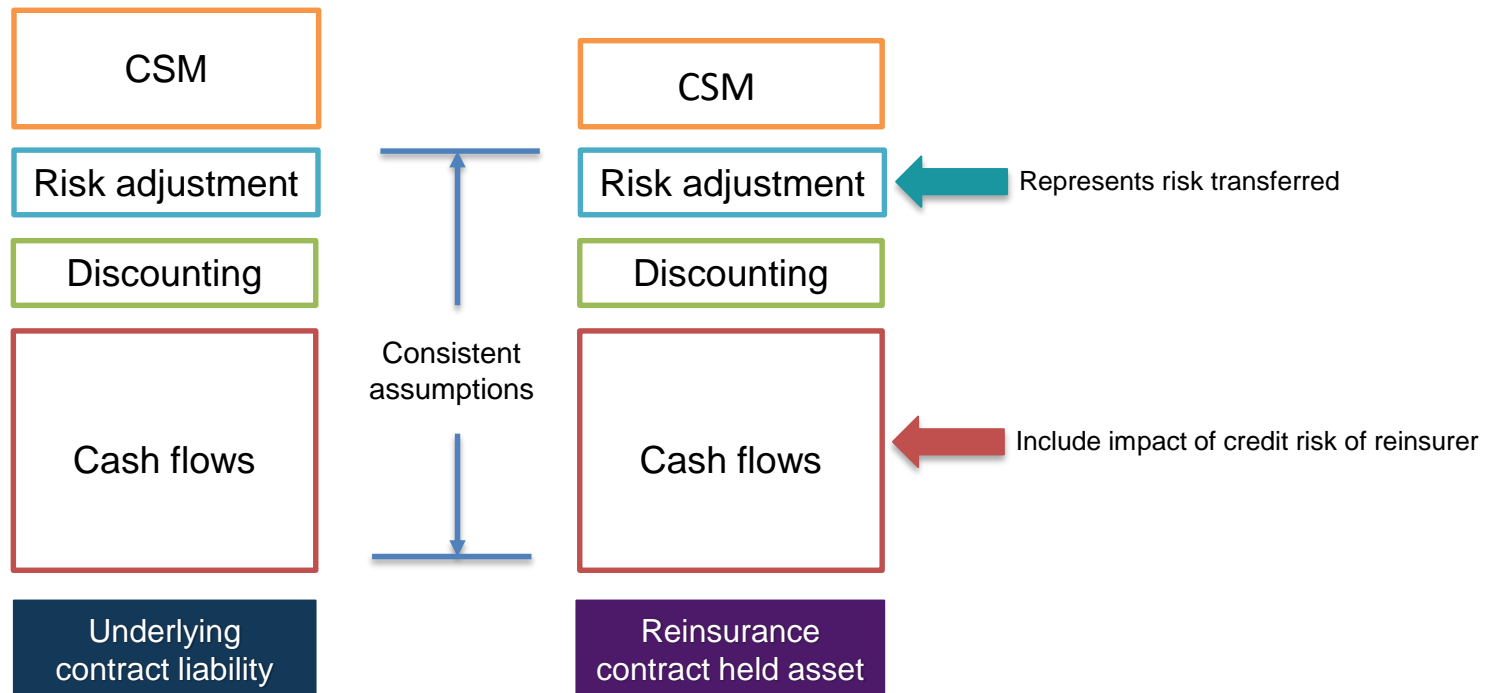 CSM
Risk adjustment
Discounting
Cash flows
Underlying
contract liability
Consistent
assumptions
CSM
Risk adjustment
Discounting
Cash flows
Reinsurance
contract held asset
Represents risk transferred
Include impact of credit risk of reinsurer